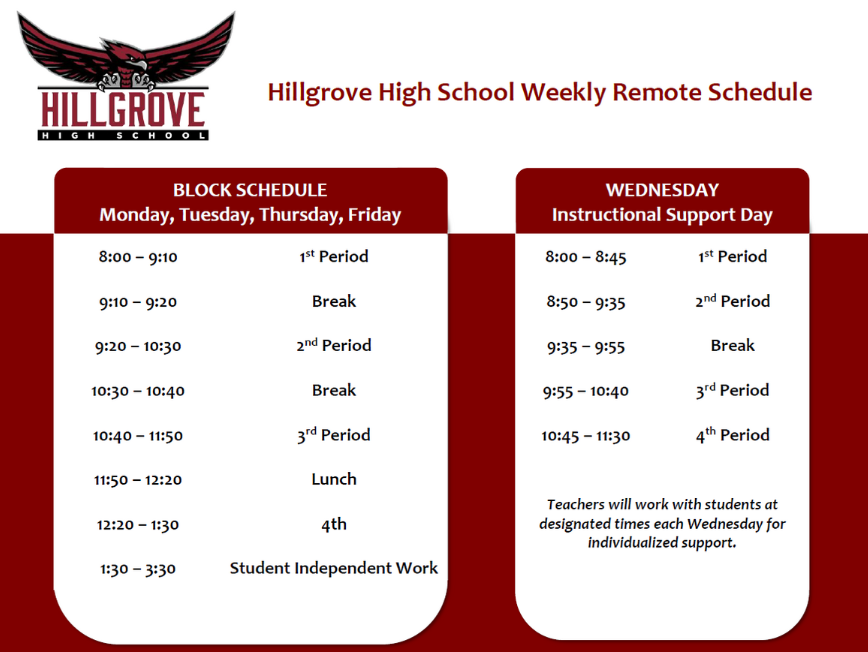 HILLGROVE
HIGH SCHOOL
Hillgrove High School Weekly Remote Schedule
BLOCK SCHEDULE
Monday, Tuesday, Thursday, Friday
8:00 – 9:10 1st Period
9:10 – 9:20 Break
9:20 – 10:30 2nd Period
10:30 – 10:40 Break
10:40 – 11:50 3rd Period
11:50 – 12:20 Lunch
12:20 – 1:30 4th
1:30 – 3:30 Student Independent Work
WEDNESDAY
Instructional Support Day
8:00 – 8:45 1st Period
8:50 – 9:35 2nd Period
9:35 – 9:55 Break
9:55 – 10:40 3rd Period
10:45 – 11:30 4th Period
Teachers will work with students at
designated times each Wednesday for
individualized support.